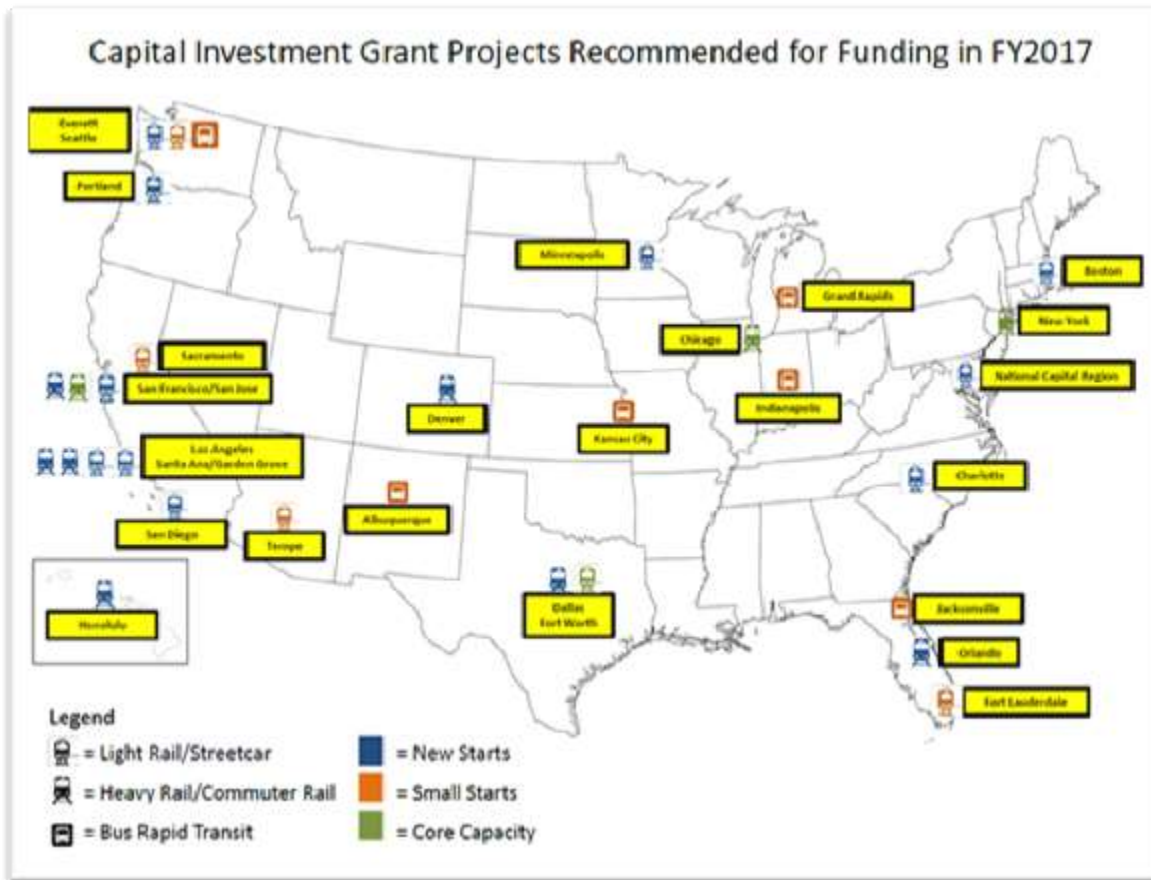 Capital Investment Grant Projects Recommended for Funding in FY2017
Everett
Seattle
Portland
Minneapolis
Boston
Grand Rapids
New York
Chicago
Sacramento
National Capital Region
San Francisco/San Jose
Denver
Indianapolis
Kansas City
Los Angeles
Santa Ana/Garden Grove
Charlotte
Albuquerque
San Diego
Tempe
Dallas
Fort Worth
Jacksonville
Honolulu
Orlando
Fort Lauderdale
Legend
= Light Rail/Streetcar
= New Starts
= Heavy Rail/Commuter Rail
= Small Starts
= Bus Rapid Transit
= Core Capacity